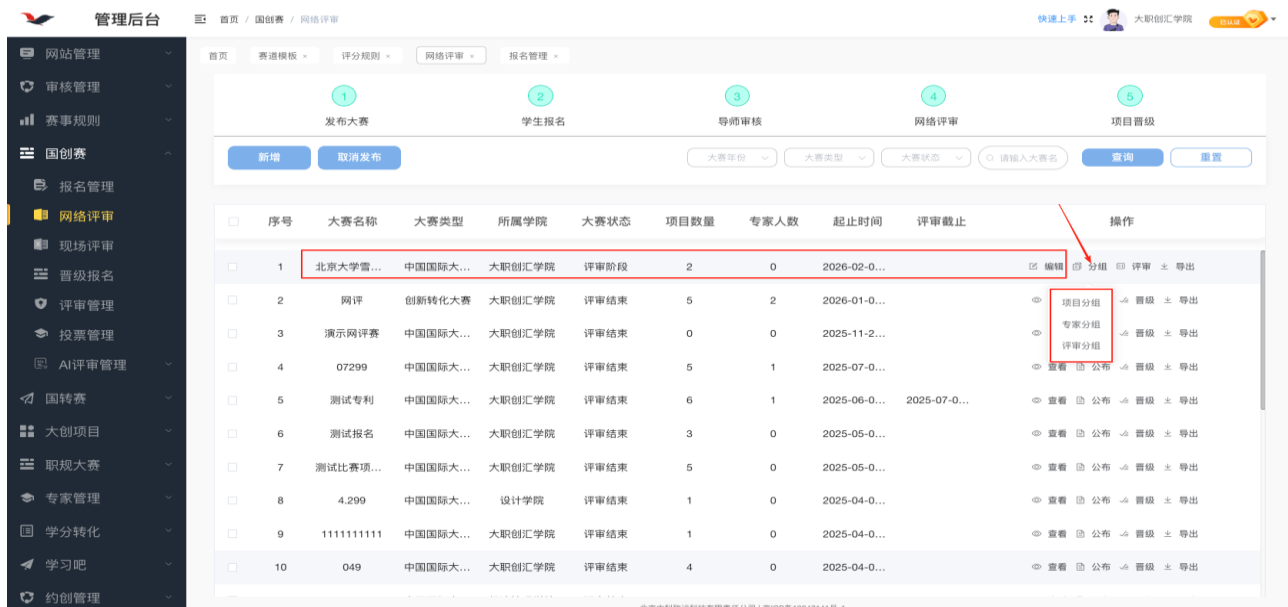 管理后台
首页 / 国创赛 / 网络评审
快速上手
大职创汇学院
已认证
网站管理
审核管理
赛事规则
国创赛
报名管理
网络评审
现场评审
晋级报名
评审管理
投票管理
AI评审管理
国转赛
大创项目
职规大赛
专家管理
学分转化
学习吧
约创管理
首页 赛道模板 × 评分规则 × 网络评审 × 报名管理 ×
1 2 3 4 5
发布大赛 学生报名 导师审核 网络评审 项目晋级
新增 取消发布 大赛年份 大赛类型 大赛状态 请输入大赛名 查询 重置
序号 大赛名称 大赛类型 所属学院 大赛状态 项目数量 专家人数 起止时间 评审截止 操作
1 北京大学雪... 中国国际大... 大职创汇学院 评审阶段 2 0 2026-02-0... 编辑 分组 评审 导出
2 网评 创新转化大赛 大职创汇学院 评审结束 5 2 2026-01-0... 晋级 导出
3 演示网评赛 中国国际大... 大职创汇学院 评审结束 0 0 2025-11-2... 晋级 导出
项目分组
专家分组
评审分组
4 07299 中国国际大... 大职创汇学院 评审结束 5 1 2025-07-0... 查看 公布 晋级 导出
5 测试专利 中国国际大... 大职创汇学院 评审结束 6 1 2025-06-0... 2025-07-0... 查看 公布 晋级 导出
6 测试报名 中国国际大... 大职创汇学院 评审结束 3 0 2025-05-0... 查看 公布 晋级 导出
7 测试比赛项... 中国国际大... 大职创汇学院 评审结束 5 0 2025-05-0... 查看 公布 晋级 导出
8 4.299 中国国际大... 设计学院 评审结束 1 0 2025-04-0... 查看 公布 晋级 导出
9 1111111111 中国国际大... 大职创汇学院 评审结束 1 0 2025-04-0... 查看 公布 晋级 导出
10 049 中国国际大... 大职创汇学院 评审结束 4 0 2025-04-0... 查看 公布 晋级 导出